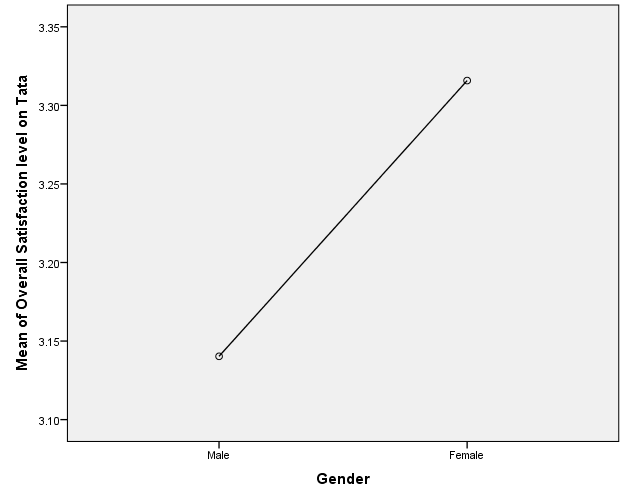 Mean of Overall Satisfaction level on Tata
3.35
3.30
3.25
3.20
3.15
3.10
Male Female
Gender